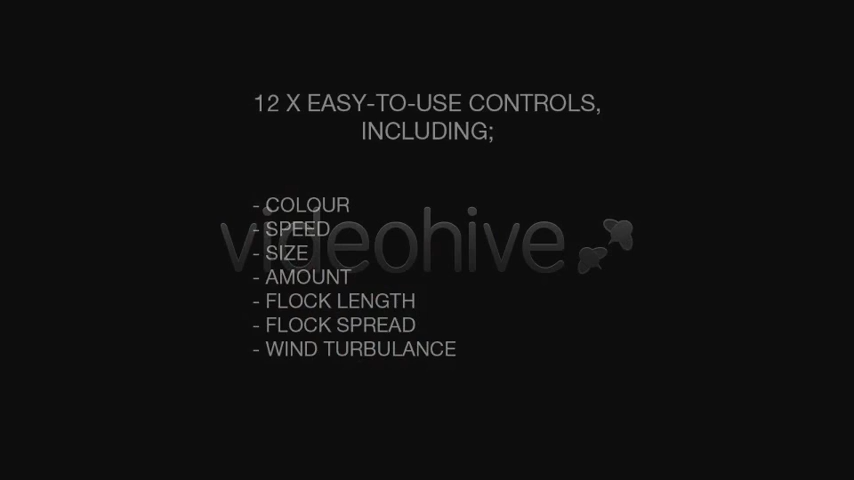 12 X EASY-TO-USE CONTROLS,
INCLUDING;
- COLOUR
- SPEED
videohive
- SIZE
- AMOUNT
- FLOCK LENGTH
- FLOCK SPREAD
- WIND TURBULANCE